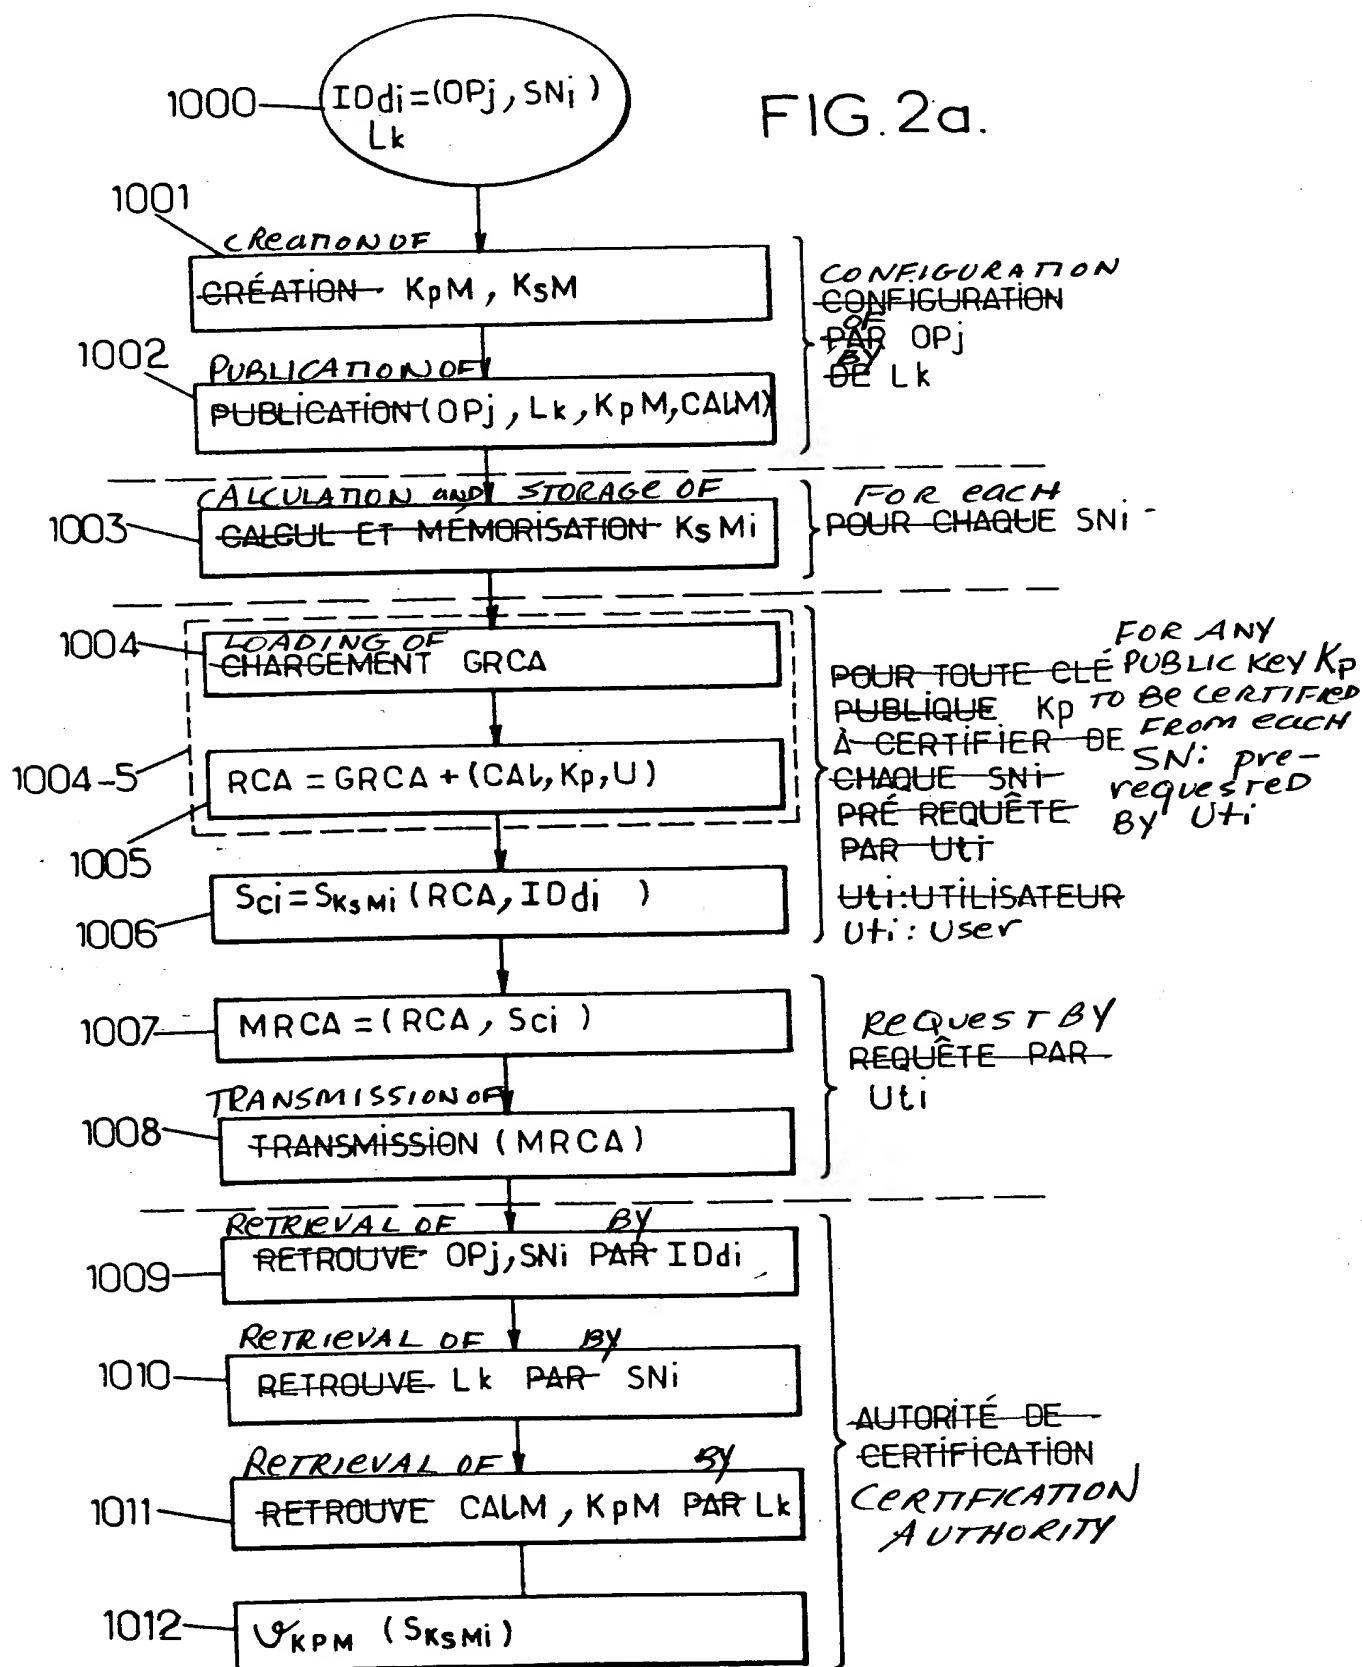 FIG. 2a.
1000
IDdi=(OPj, SNi)
Lk
1001
CREATION OF
CRÉATION KpM, KsM
1002
PUBLICATION OF
PUBLICATION (OPj, Lk, KpM, CALM)
CONFIGURATION
CONFIGURATION
OF
PAR OPj
BY
DE Lk
CALCULATION and STORAGE OF
1003
CALCUL ET MÉMORISATION KsMi
FOR each
POUR CHAQUE SNi
1004
LOADING OF
CHARGEMENT GRCA
1004-5
RCA = GRCA + (CAL, Kp, U)
1005
Sci = SKsMi (RCA, IDdi )
1006
POUR TOUTE CLÉ
PUBLIQUE Kp
À CERTIFIER DE
CHAQUE SNi
PRÉ REQUÊTE
PAR Uti
Uti:UTILISATEUR
Uti: User
FOR ANY
PUBLIC KEY Kp
TO BE CERTIFIED
FROM each
SNi pre-
requested
BY Uti
1007
MRCA = (RCA, Sci )
TRANSMISSION OF
1008
TRANSMISSION (MRCA)
REQUEST BY
REQUÊTE PAR
Uti
RETRIEVAL OF BY
1009
RETROUVE OPj, SNi PAR IDdi
RETRIEVAL OF BY
1010
RETROUVE Lk PAR SNi
RETRIEVAL OF BY
1011
RETROUVE CALM, KpM PAR Lk
1012
𝒱KPM (SKsMi)
AUTORITÉ DE
CERTIFICATION
CERTIFICATION
AUTHORITY